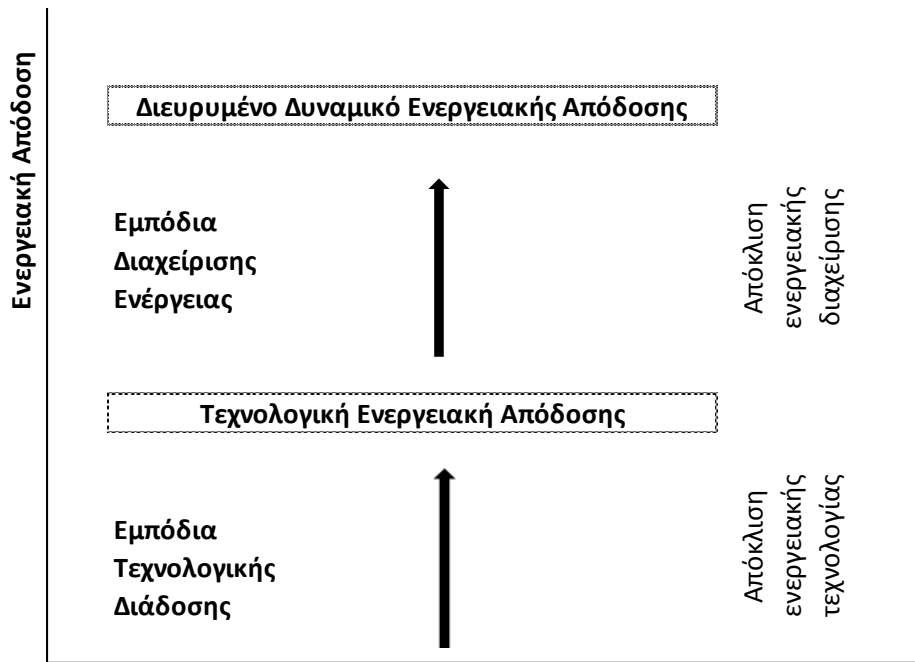 Ενεργειακή Απόδοση
Διευρυμένο Δυναμικό Ενεργειακής Απόδοσης
Εμπόδια
Διαχείρισης
Ενέργειας
Απόκλιση
ενεργειακής
διαχείρισης
Τεχνολογική Ενεργειακή Απόδοσης
Εμπόδια
Τεχνολογικής
Διάδοσης
Απόκλιση
ενεργειακής
τεχνολογίας